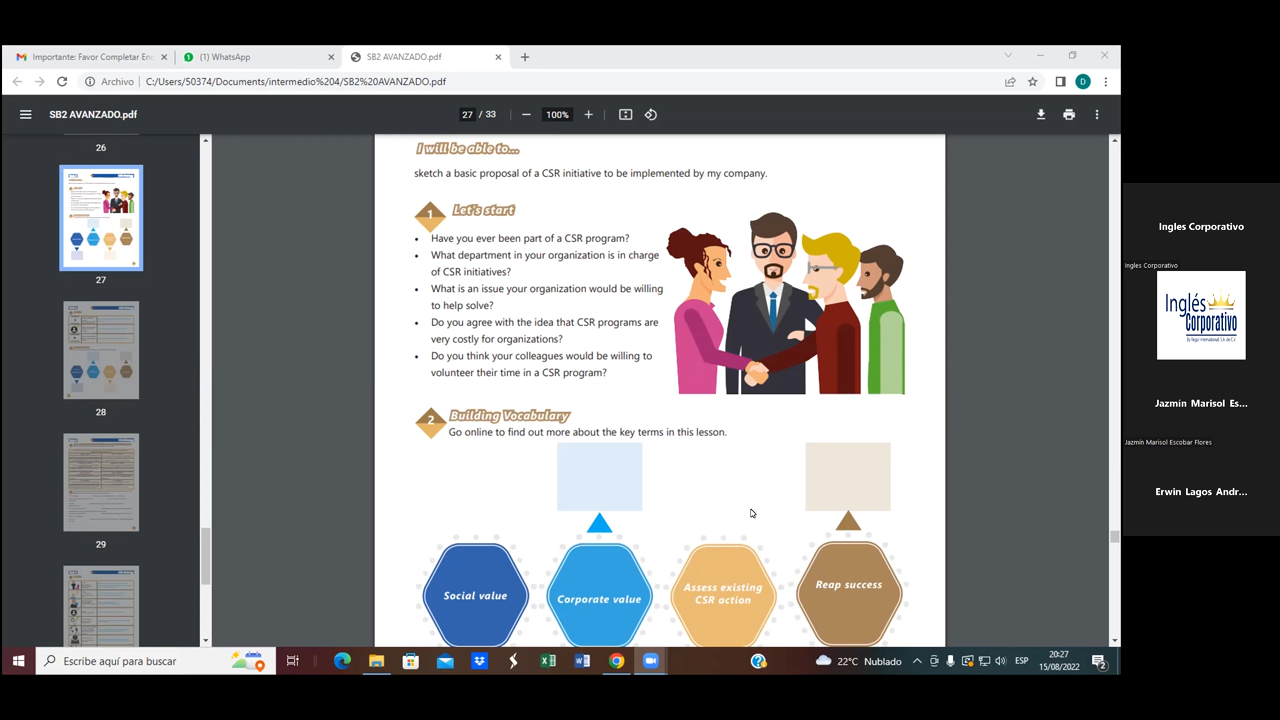 Importante: Favor Completar En
(1) WhatsApp
SB2 AVANZADO.pdf
Archivo
C:/Users/50374/Documents/intermedio%204/SB2%20AVANZADO.pdf
D
SB2 AVANZADO.pdf
27 / 33
100%
26
27
28
29
I will be able to...
sketch a basic proposal of a CSR initiative to be implemented by my company.
1 Let's start
• Have you ever been part of a CSR program?
• What department in your organization is in charge
of CSR initiatives?
• What is an issue your organization would be willing
to help solve?
• Do you agree with the idea that CSR programs are
very costly for organizations?
• Do you think your colleagues would be willing to
volunteer their time in a CSR program?
2 Building Vocabulary
Go online to find out more about the key terms in this lesson.
Social value
Corporate value
Assess existing
CSR action
Reap success
Ingles Corporativo
Ingles Corporativo
Inglés
Corporativo
Jazmín Marisol Es...
Jazmín Marisol Escobar Flores
Erwin Lagos Andr...
Escribe aquí para buscar
22°C Nublado
ESP
20:27
15/08/2022
2